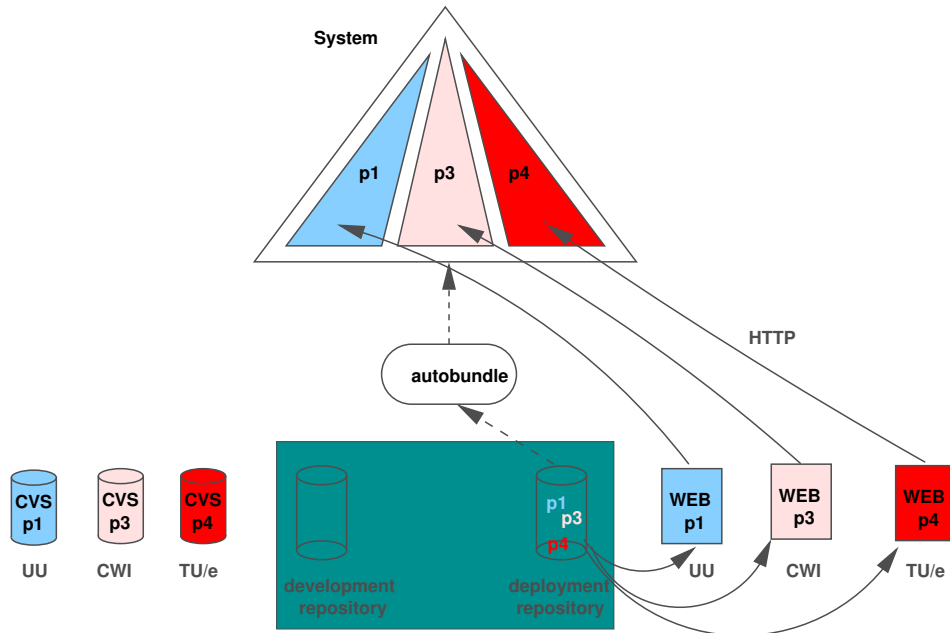 System
p1
p3
p4
HTTP
autobundle
CVS
p1
CVS
p3
CVS
p4
p1
p3
p4
WEB
p1
WEB
p3
WEB
p4
UU
CWI
TU/e
development
repository
deployment
repository
UU
CWI
TU/e